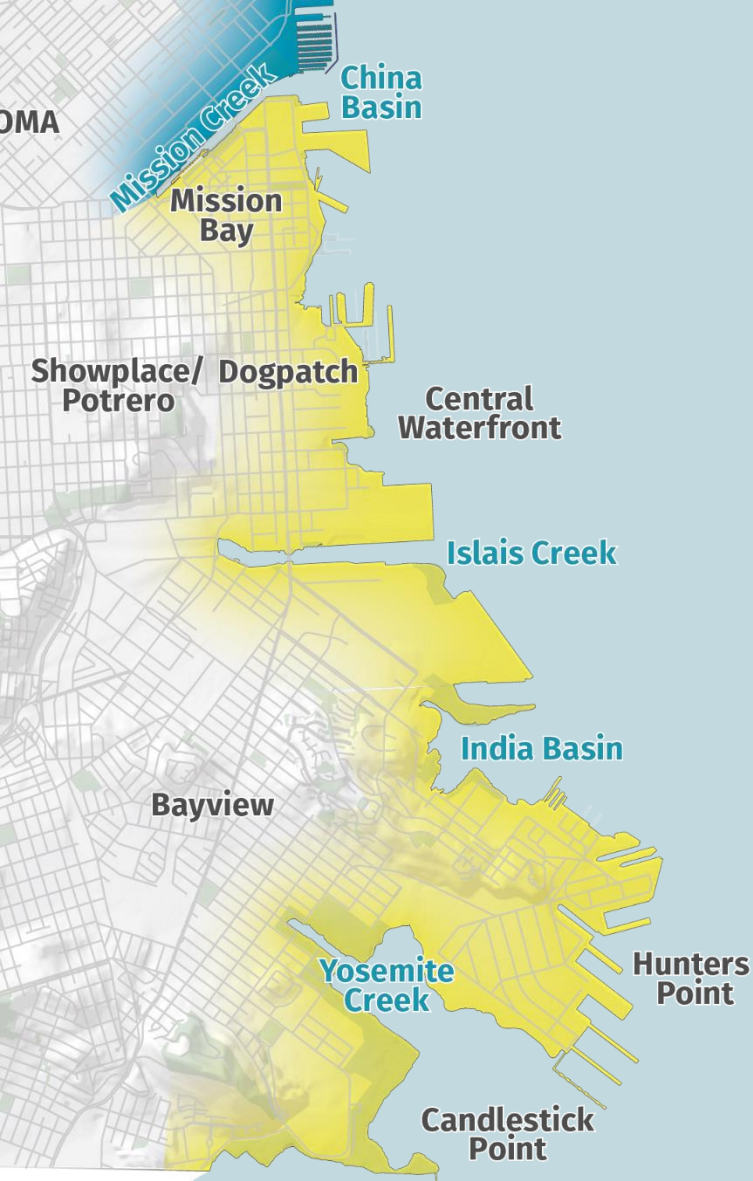 China
Basin
Mission Creek
OMA
Mission
Bay
Showplace/
Potrero
Dogpatch
Central
Waterfront
Islais Creek
India Basin
Bayview
Yosemite
Creek
Hunters
Point
Candlestick
Point